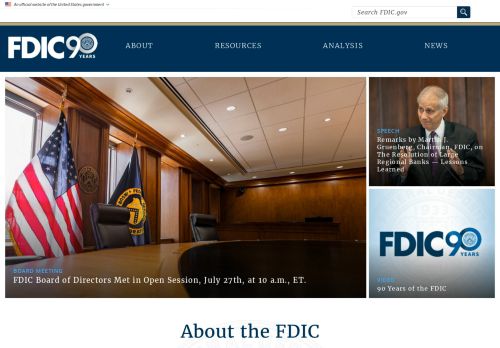 An official website of the United States government
Search FDIC.gov
FDIC 90 YEARS
ABOUT
RESOURCES
ANALYSIS
NEWS
BOARD MEETING
FDIC Board of Directors Met in Open Session, July 27th, at 10 a.m., ET.
SPEECH
Remarks by Martin J.
Gruenberg, Chairman, FDIC, on
The Resolution of Large
Regional Banks — Lessons
Learned
FDIC 90 YEARS
VIDEO
90 Years of the FDIC
About the FDIC